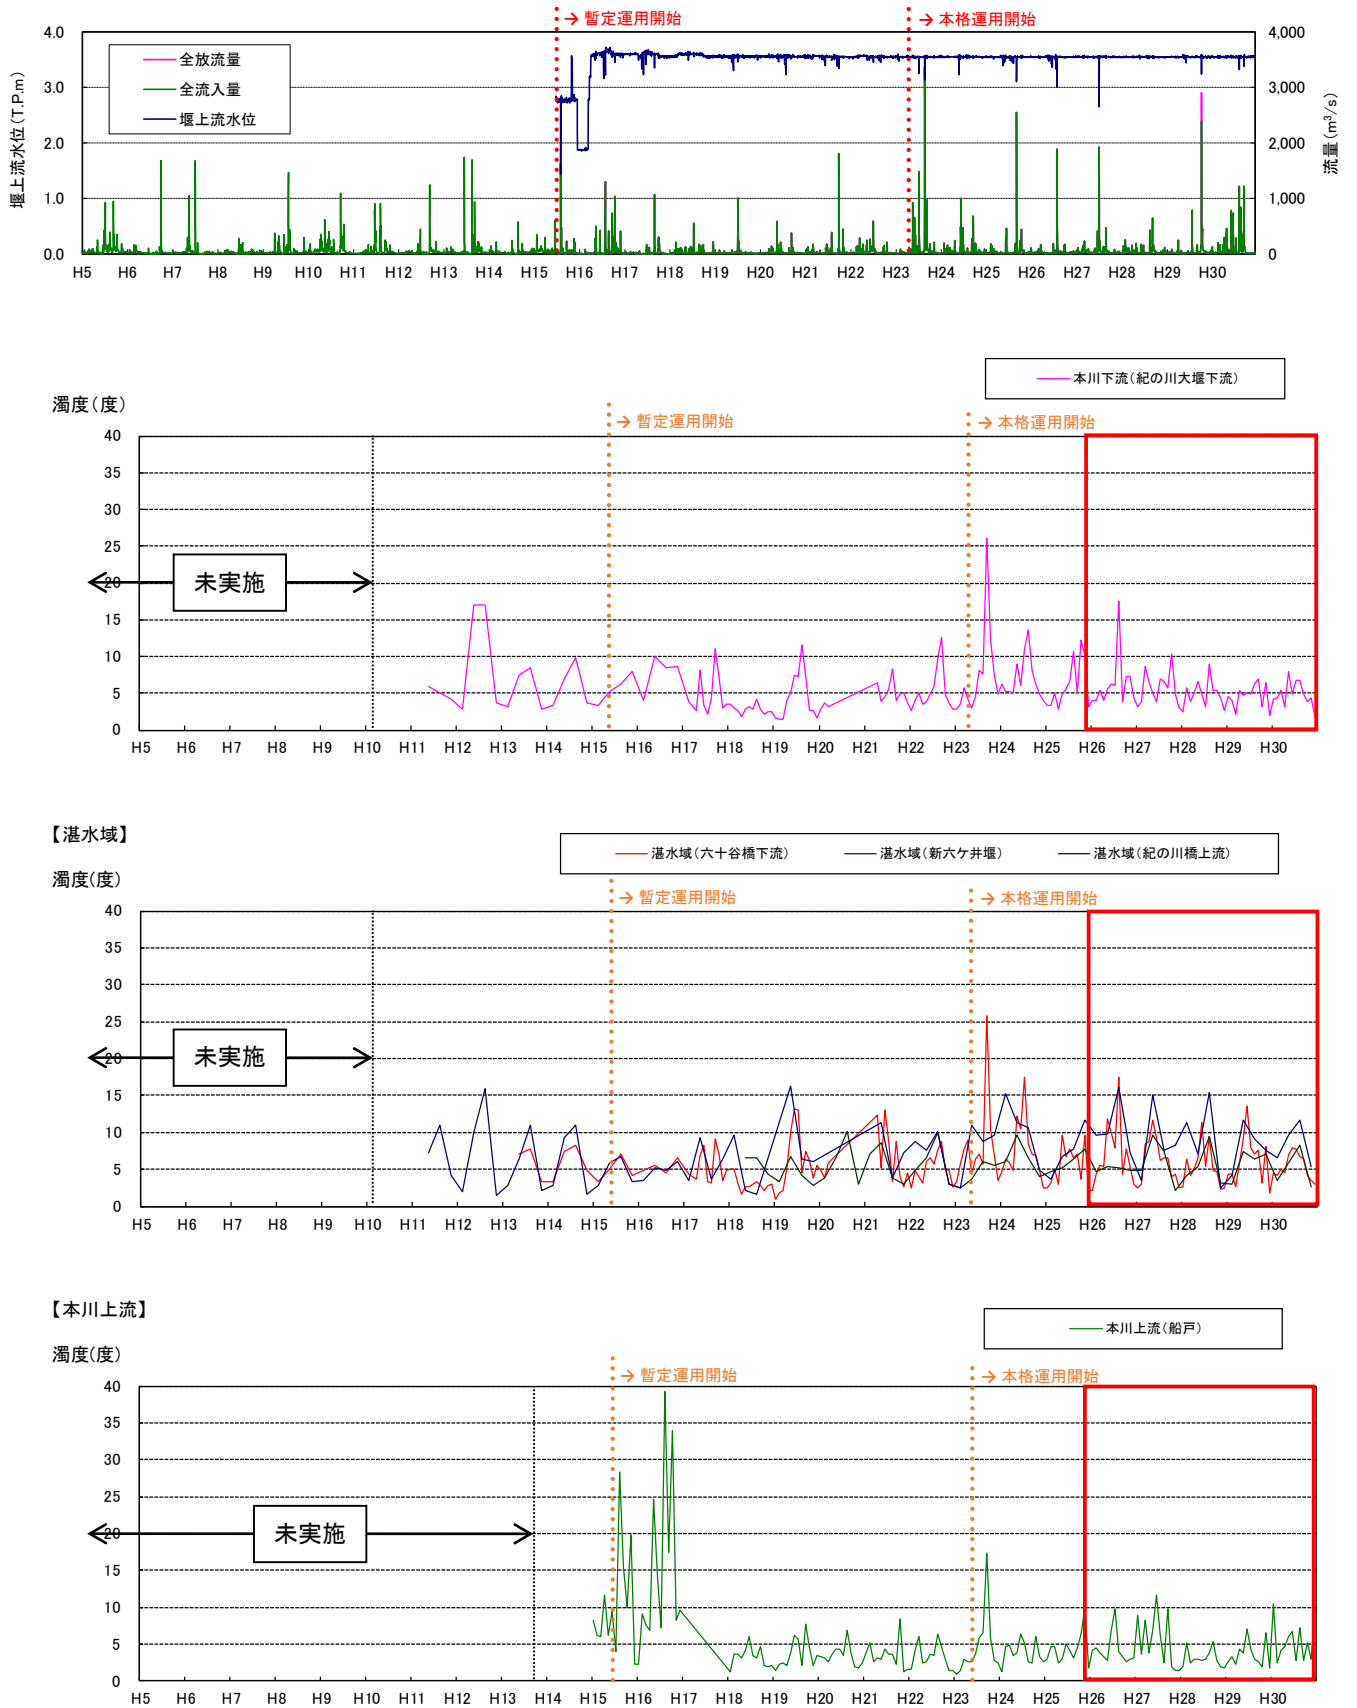 → 暫定運用開始
→ 本格運用開始
堰上流水位(T.P.m)
流量(m³/s)
全放流量
全流入量
堰上流水位
4.0
3.0
2.0
1.0
0.0
4,000
3,000
2,000
1,000
0
H5 H6 H7 H8 H9 H10 H11 H12 H13 H14 H15 H16 H17 H18 H19 H20 H21 H22 H23 H24 H25 H26 H27 H28 H29 H30
本川下流(紀の川大堰下流)
濁度(度)
→ 暫定運用開始
→ 本格運用開始
40
35
30
25
20
15
10
5
0
未実施
H5 H6 H7 H8 H9 H10 H11 H12 H13 H14 H15 H16 H17 H18 H19 H20 H21 H22 H23 H24 H25 H26 H27 H28 H29 H30
【湛水域】
湛水域(六十谷橋下流) 湛水域(新六ケ井堰) 湛水域(紀の川橋上流)
濁度(度)
→ 暫定運用開始
→ 本格運用開始
40
35
30
25
20
15
10
5
0
未実施
H5 H6 H7 H8 H9 H10 H11 H12 H13 H14 H15 H16 H17 H18 H19 H20 H21 H22 H23 H24 H25 H26 H27 H28 H29 H30
【本川上流】
本川上流(船戸)
濁度(度)
→ 暫定運用開始
→ 本格運用開始
40
35
30
25
20
15
10
5
0
未実施
H5 H6 H7 H8 H9 H10 H11 H12 H13 H14 H15 H16 H17 H18 H19 H20 H21 H22 H23 H24 H25 H26 H27 H28 H29 H30